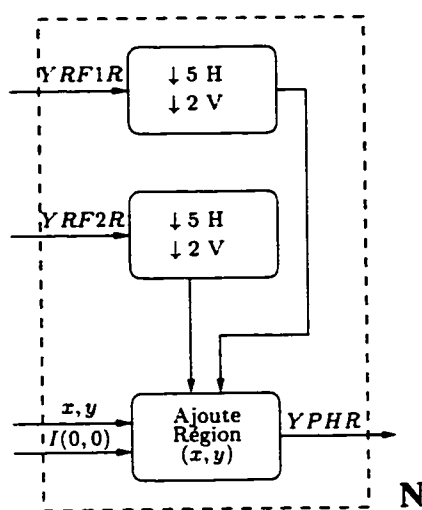 YRF1R
↓ 5 H
↓ 2 V
YRF2R
↓ 5 H
↓ 2 V
x, y
I(0,0)
Ajoute
Région
(x, y)
YPHR
N